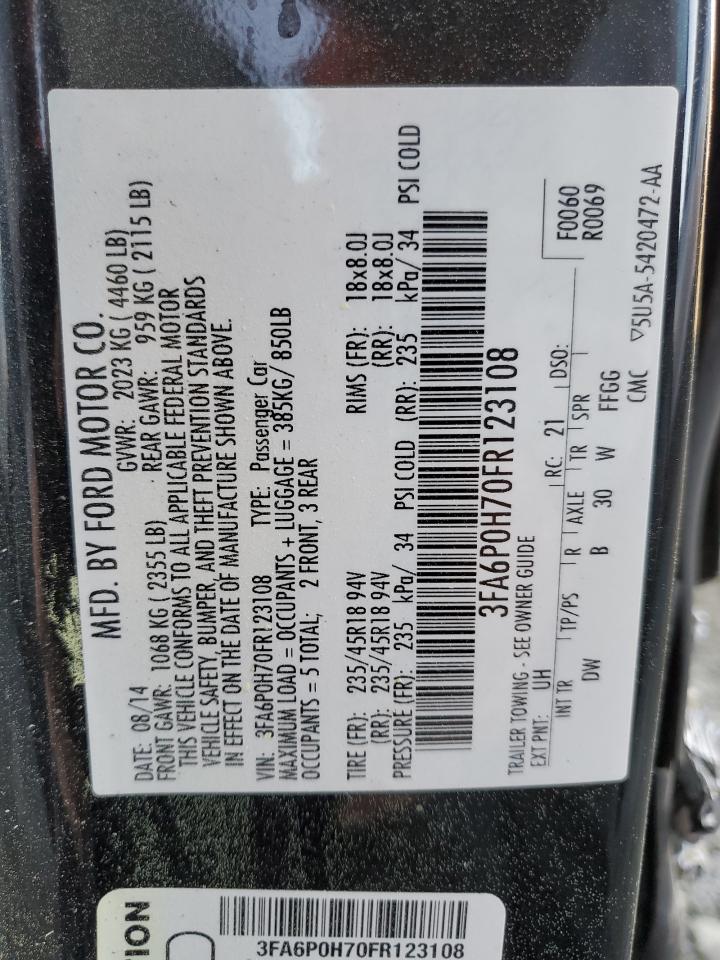 MFD. BY FORD MOTOR CO.
DATE: 08/14 GVWR: 2023 KG ( 4460 LB)
FRONT GAWR: 1068 KG (2355 LB) REAR GAWR: 959 KG ( 2115 LB)
THIS VEHICLE CONFORMS TO ALL APPLICABLE FEDERAL MOTOR
VEHICLE SAFETY, BUMPER, AND THEFT PREVENTION STANDARDS
IN EFFECT ON THE DATE OF MANUFACTURE SHOWN ABOVE.
VIN: 3FA6P0H70FR123108 TYPE: Passenger Car
MAXIMUM LOAD = OCCUPANTS + LUGGAGE = 385KG/ 850LB
OCCUPANTS = 5 TOTAL; 2 FRONT, 3 REAR
TIRE (FR): 235/45R18 94V RIMS (FR): 18x8.0J
(RR): 235/45R18 94V (RR): 18x8.0J
PRESSURE (FR): 235 kPa/ 34 PSI COLD (RR): 235 kPa/ 34 PSI COLD
3FA6P0H70FR123108
TRAILER TOWING - SEE OWNER GUIDE
EXT PNT: UH RC: 21 DSO: F0060
R0069
INT TR TP/PS R AXLE TR SPR
DW B 30 W FFGG
CMC ▽5U5A-5420472-AA
TION
3FA6P0H70FR123108